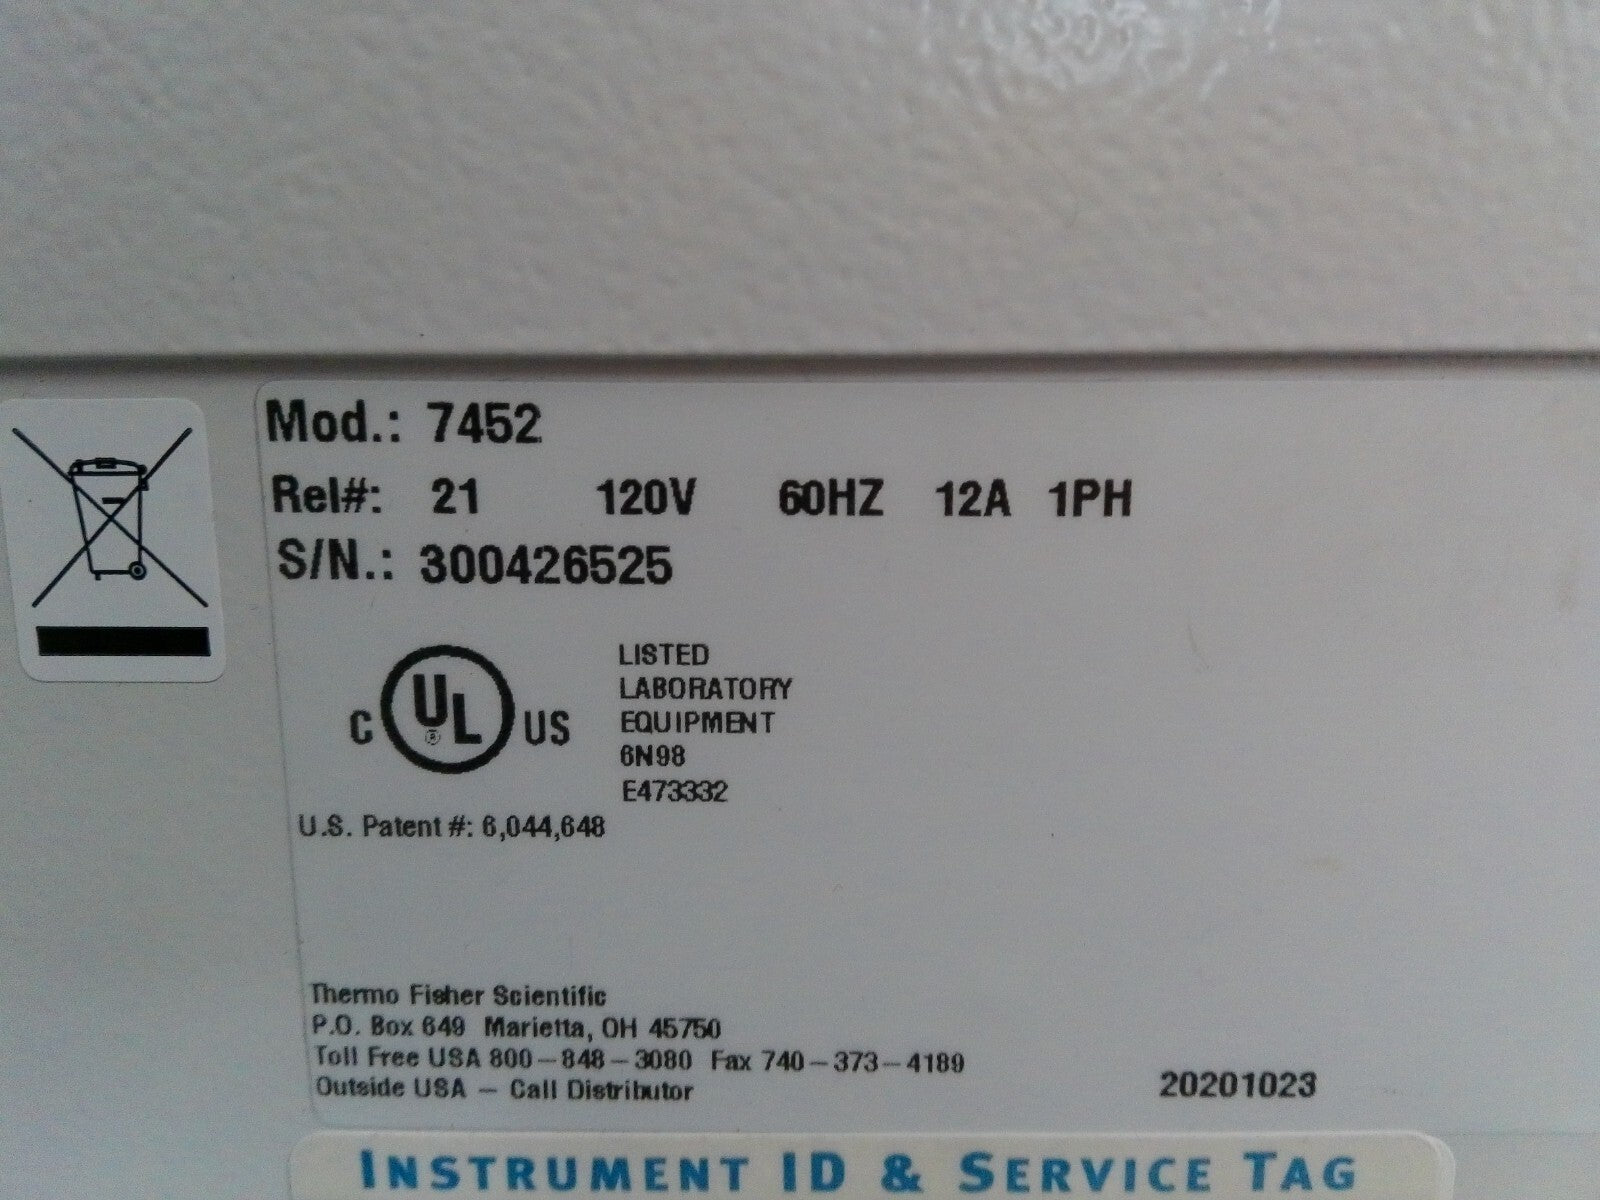 Mod.: 7452
Rel#: 21 120V 60HZ 12A 1PH
S/N.: 300426525
C UL® US
LISTED
LABORATORY
EQUIPMENT
6N98
E473332
U.S. Patent #: 6,044,648
Thermo Fisher Scientific
P.O. Box 649 Marietta, OH 45750
Toll Free USA 800-848-3080 Fax 740-373-4189
Outside USA - Call Distributor
20201023
INSTRUMENT ID & SERVICE TAG